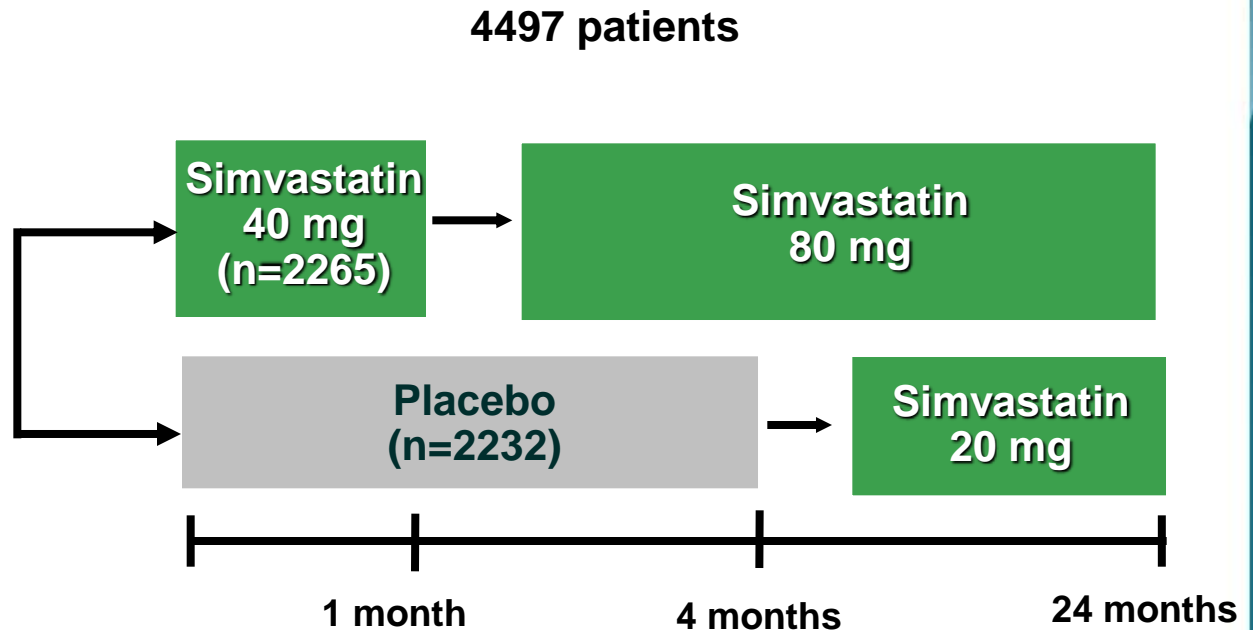 4497 patients
Simvastatin
40 mg
(n=2265)
Simvastatin
80 mg
Placebo
(n=2232)
Simvastatin
20 mg
1 month
4 months
24 months